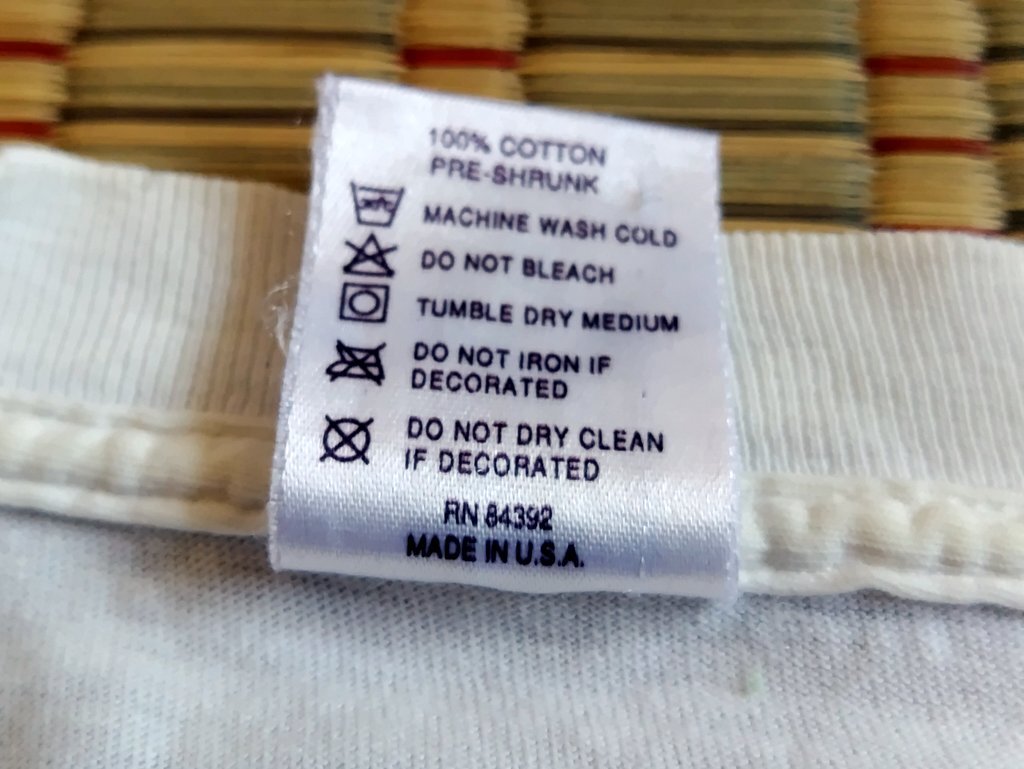 100% COTTON
PRE-SHRUNK
MACHINE WASH COLD
DO NOT BLEACH
TUMBLE DRY MEDIUM
DO NOT IRON IF
DECORATED
DO NOT DRY CLEAN
IF DECORATED
RN 84392
MADE IN U.S.A.